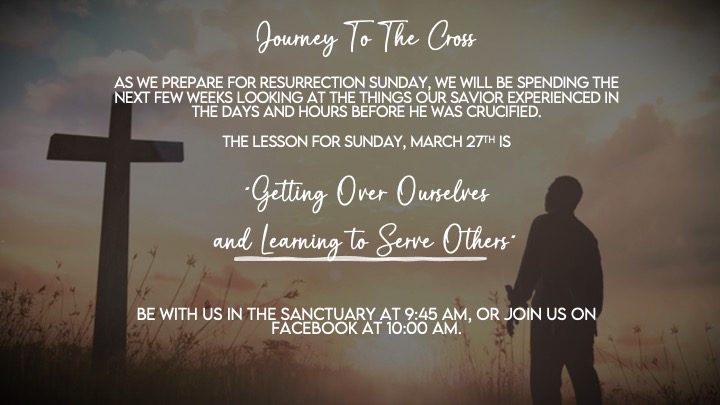 Journey To The Cross
AS WE PREPARE FOR RESURRECTION SUNDAY, WE WILL BE SPENDING THE
NEXT FEW WEEKS LOOKING AT THE THINGS OUR SAVIOR EXPERIENCED IN
THE DAYS AND HOURS BEFORE HE WAS CRUCIFIED.
THE LESSON FOR SUNDAY, MARCH 27TH IS
"Getting Over Ourselves
and Learning to Serve Others"
BE WITH US IN THE SANCTUARY AT 9:45 AM, OR JOIN US ON
FACEBOOK AT 10:00 AM.